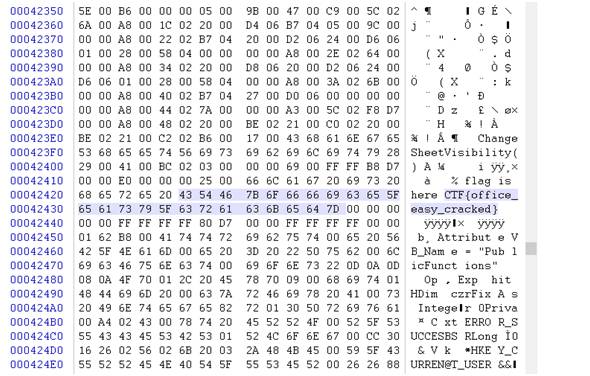 00042350 5E 00 B6 00 00 00 05 00 9B 00 47 00 C9 00 5C 02 ^ ¶ ▌ G É \
00042360 6A 00 A8 00 1C 02 20 00 D4 06 B7 04 05 00 9C 00 j ¨ Ô · ▌
00042370 00 00 A8 00 22 02 B7 04 20 00 D2 06 24 00 D6 06 ¨ " · Ò $ Ö
00042380 01 00 28 00 58 04 00 00 00 00 A8 00 2E 02 64 00 ( X ¨ . d
00042390 00 00 A8 00 34 02 20 00 D8 06 20 00 D2 06 24 00 ¨ 4 Ø Ò $
000423A0 D6 06 01 00 28 00 58 04 00 00 A8 00 3A 02 6B 00 Ö ( X ¨ : k
000423B0 00 00 A8 00 40 02 B7 04 27 00 D0 06 00 00 00 00 ¨ @ · ' Ð
000423C0 00 00 A8 00 44 02 7A 00 00 00 A3 00 5C 02 F8 D7 ¨ D z £ \ ø×
000423D0 00 00 A8 00 48 02 20 00 BE 02 21 00 C0 02 20 00 ¨ H ¾ ! À
000423E0 BE 02 21 00 C2 02 B6 00 17 00 43 68 61 6E 67 65 ¾ ! Â ¶ Change
000423F0 53 68 65 65 74 56 69 73 69 62 69 6C 69 74 79 28 SheetVisibility(
00042400 29 00 41 00 BC 02 03 00 00 00 69 00 FF FF B8 D7 ) A ¼ i ÿÿ¸×
00042410 00 00 E0 00 00 00 25 00 66 6C 61 67 20 69 73 20 à % flag is
00042420 68 65 72 65 20 43 54 46 7B 6F 66 66 69 63 65 5F here CTF{office_
00042430 65 61 73 79 5F 63 72 61 63 6B 65 64 7D 00 00 00 easy_cracked}
00042440 00 00 FF FF FF FF 80 D7 00 00 FF FF FF FF 00 00 ÿÿÿÿ▌× ÿÿÿÿ
00042450 01 62 B8 00 41 74 74 72 69 62 75 74 00 65 20 56 b¸ Attribut e V
00042460 42 5F 4E 61 6D 00 65 20 3D 20 22 50 75 62 00 6C B_Nam e = "Pub l
00042470 69 63 46 75 6E 63 74 00 69 6F 6E 73 22 0D 0A 0D icFunct ions"
00042480 08 0A 4F 70 01 2C 20 45 78 70 09 00 68 69 74 01 Op , Exp hit
00042490 48 44 69 6D 20 00 63 7A 72 46 69 78 20 41 00 73 HDim czrFix A s
000424A0 20 49 6E 74 65 67 65 82 72 01 30 50 72 69 76 61 Intege▌r 0Priva
000424B0 00 A4 02 43 00 78 74 20 45 52 52 4F 00 52 5F 53 ¤ C xt ERRO R_S
000424C0 55 43 43 45 53 42 53 01 52 4C 6F 6E 67 00 CC 30 UCCESBS RLong Ì0
000424D0 16 26 02 56 02 6B 20 03 2A 48 4B 45 00 59 5F 43 & V k *HKE Y_C
000424E0 55 52 52 45 4E 40 54 5F 55 53 45 52 00 26 26 88 URREN@T_USER &&▌